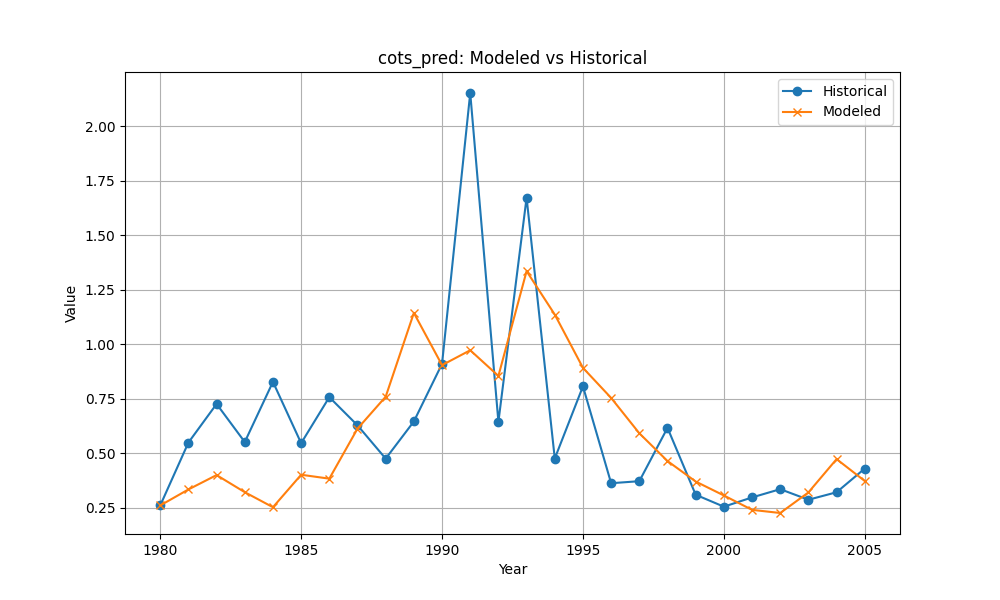 cots_pred: Modeled vs Historical
Historical
Modeled
Value
2.00
1.75
1.50
1.25
1.00
0.75
0.50
0.25
1980 1985 1990 1995 2000 2005
Year